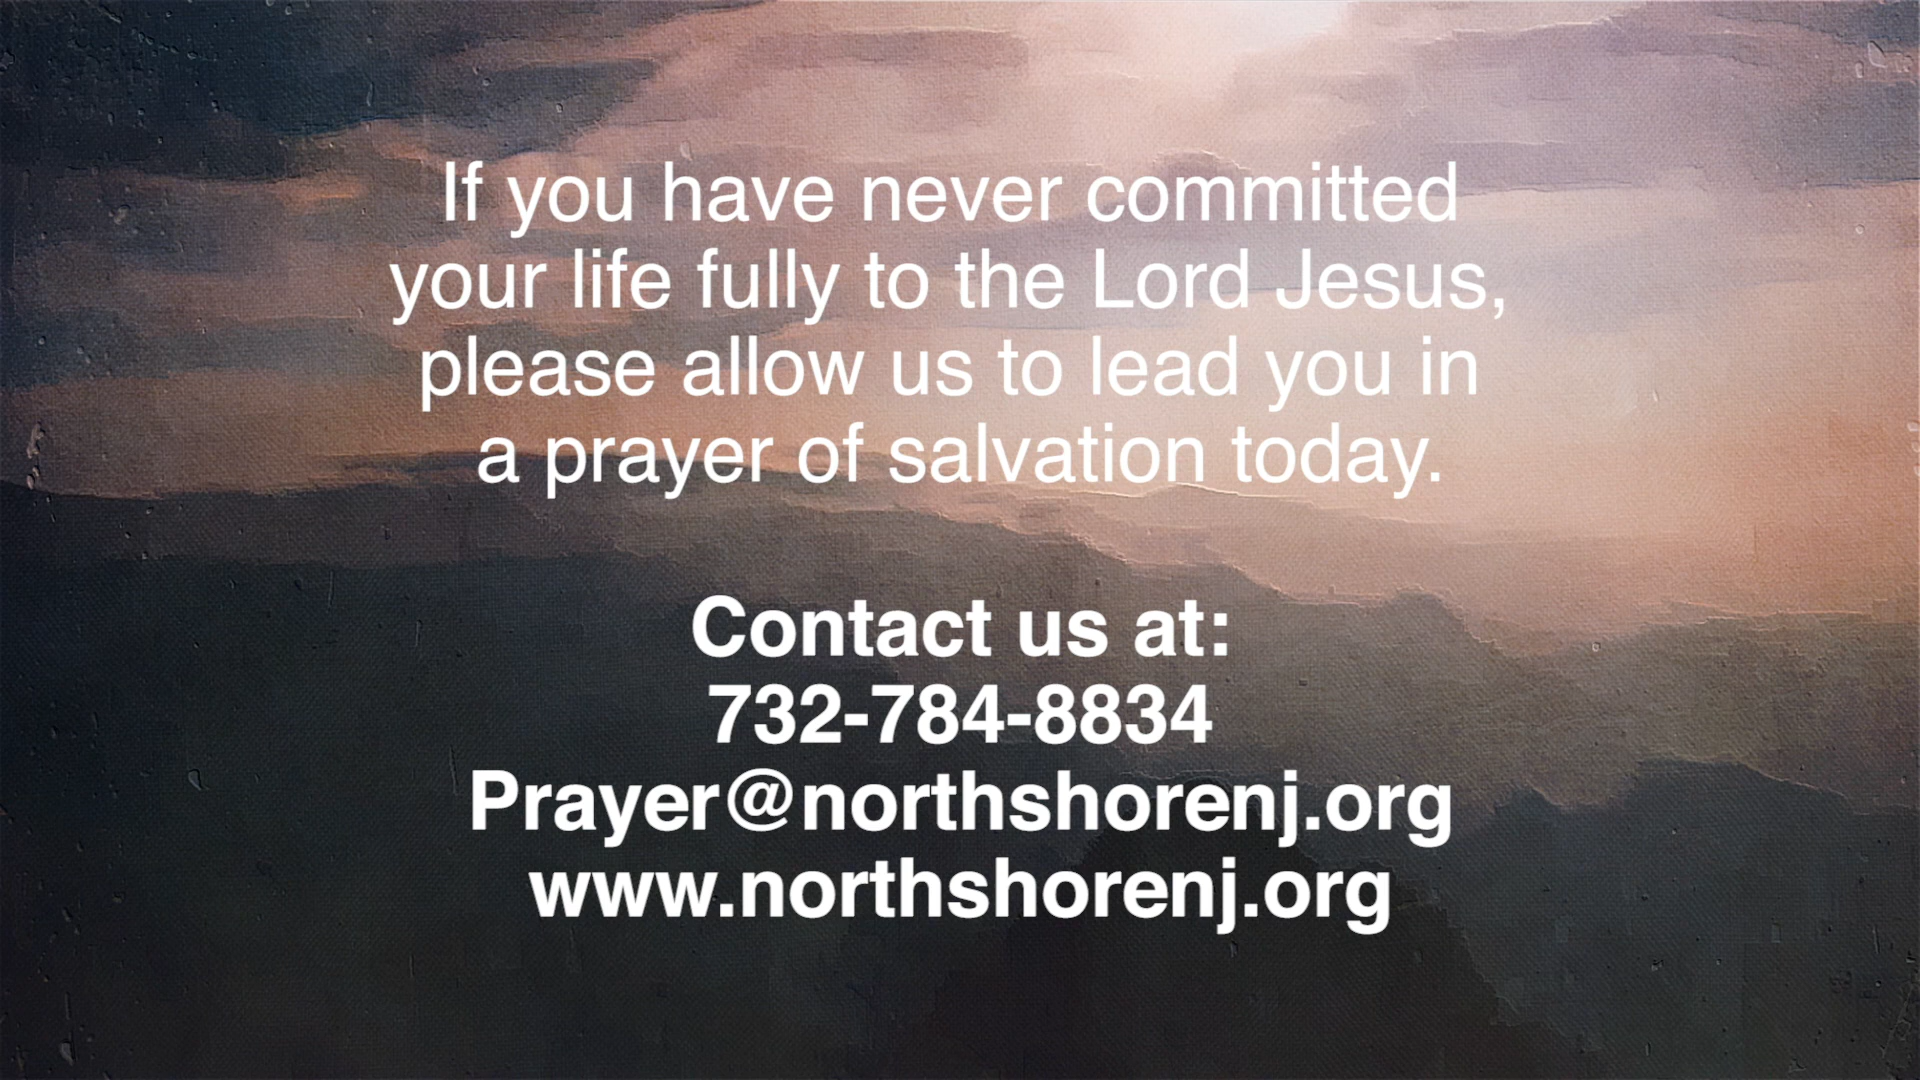 If you have never committed
your life fully to the Lord Jesus,
please allow us to lead you in
a prayer of salvation today.
Contact us at:
732-784-8834
Prayer@northshorenj.org
www.northshorenj.org